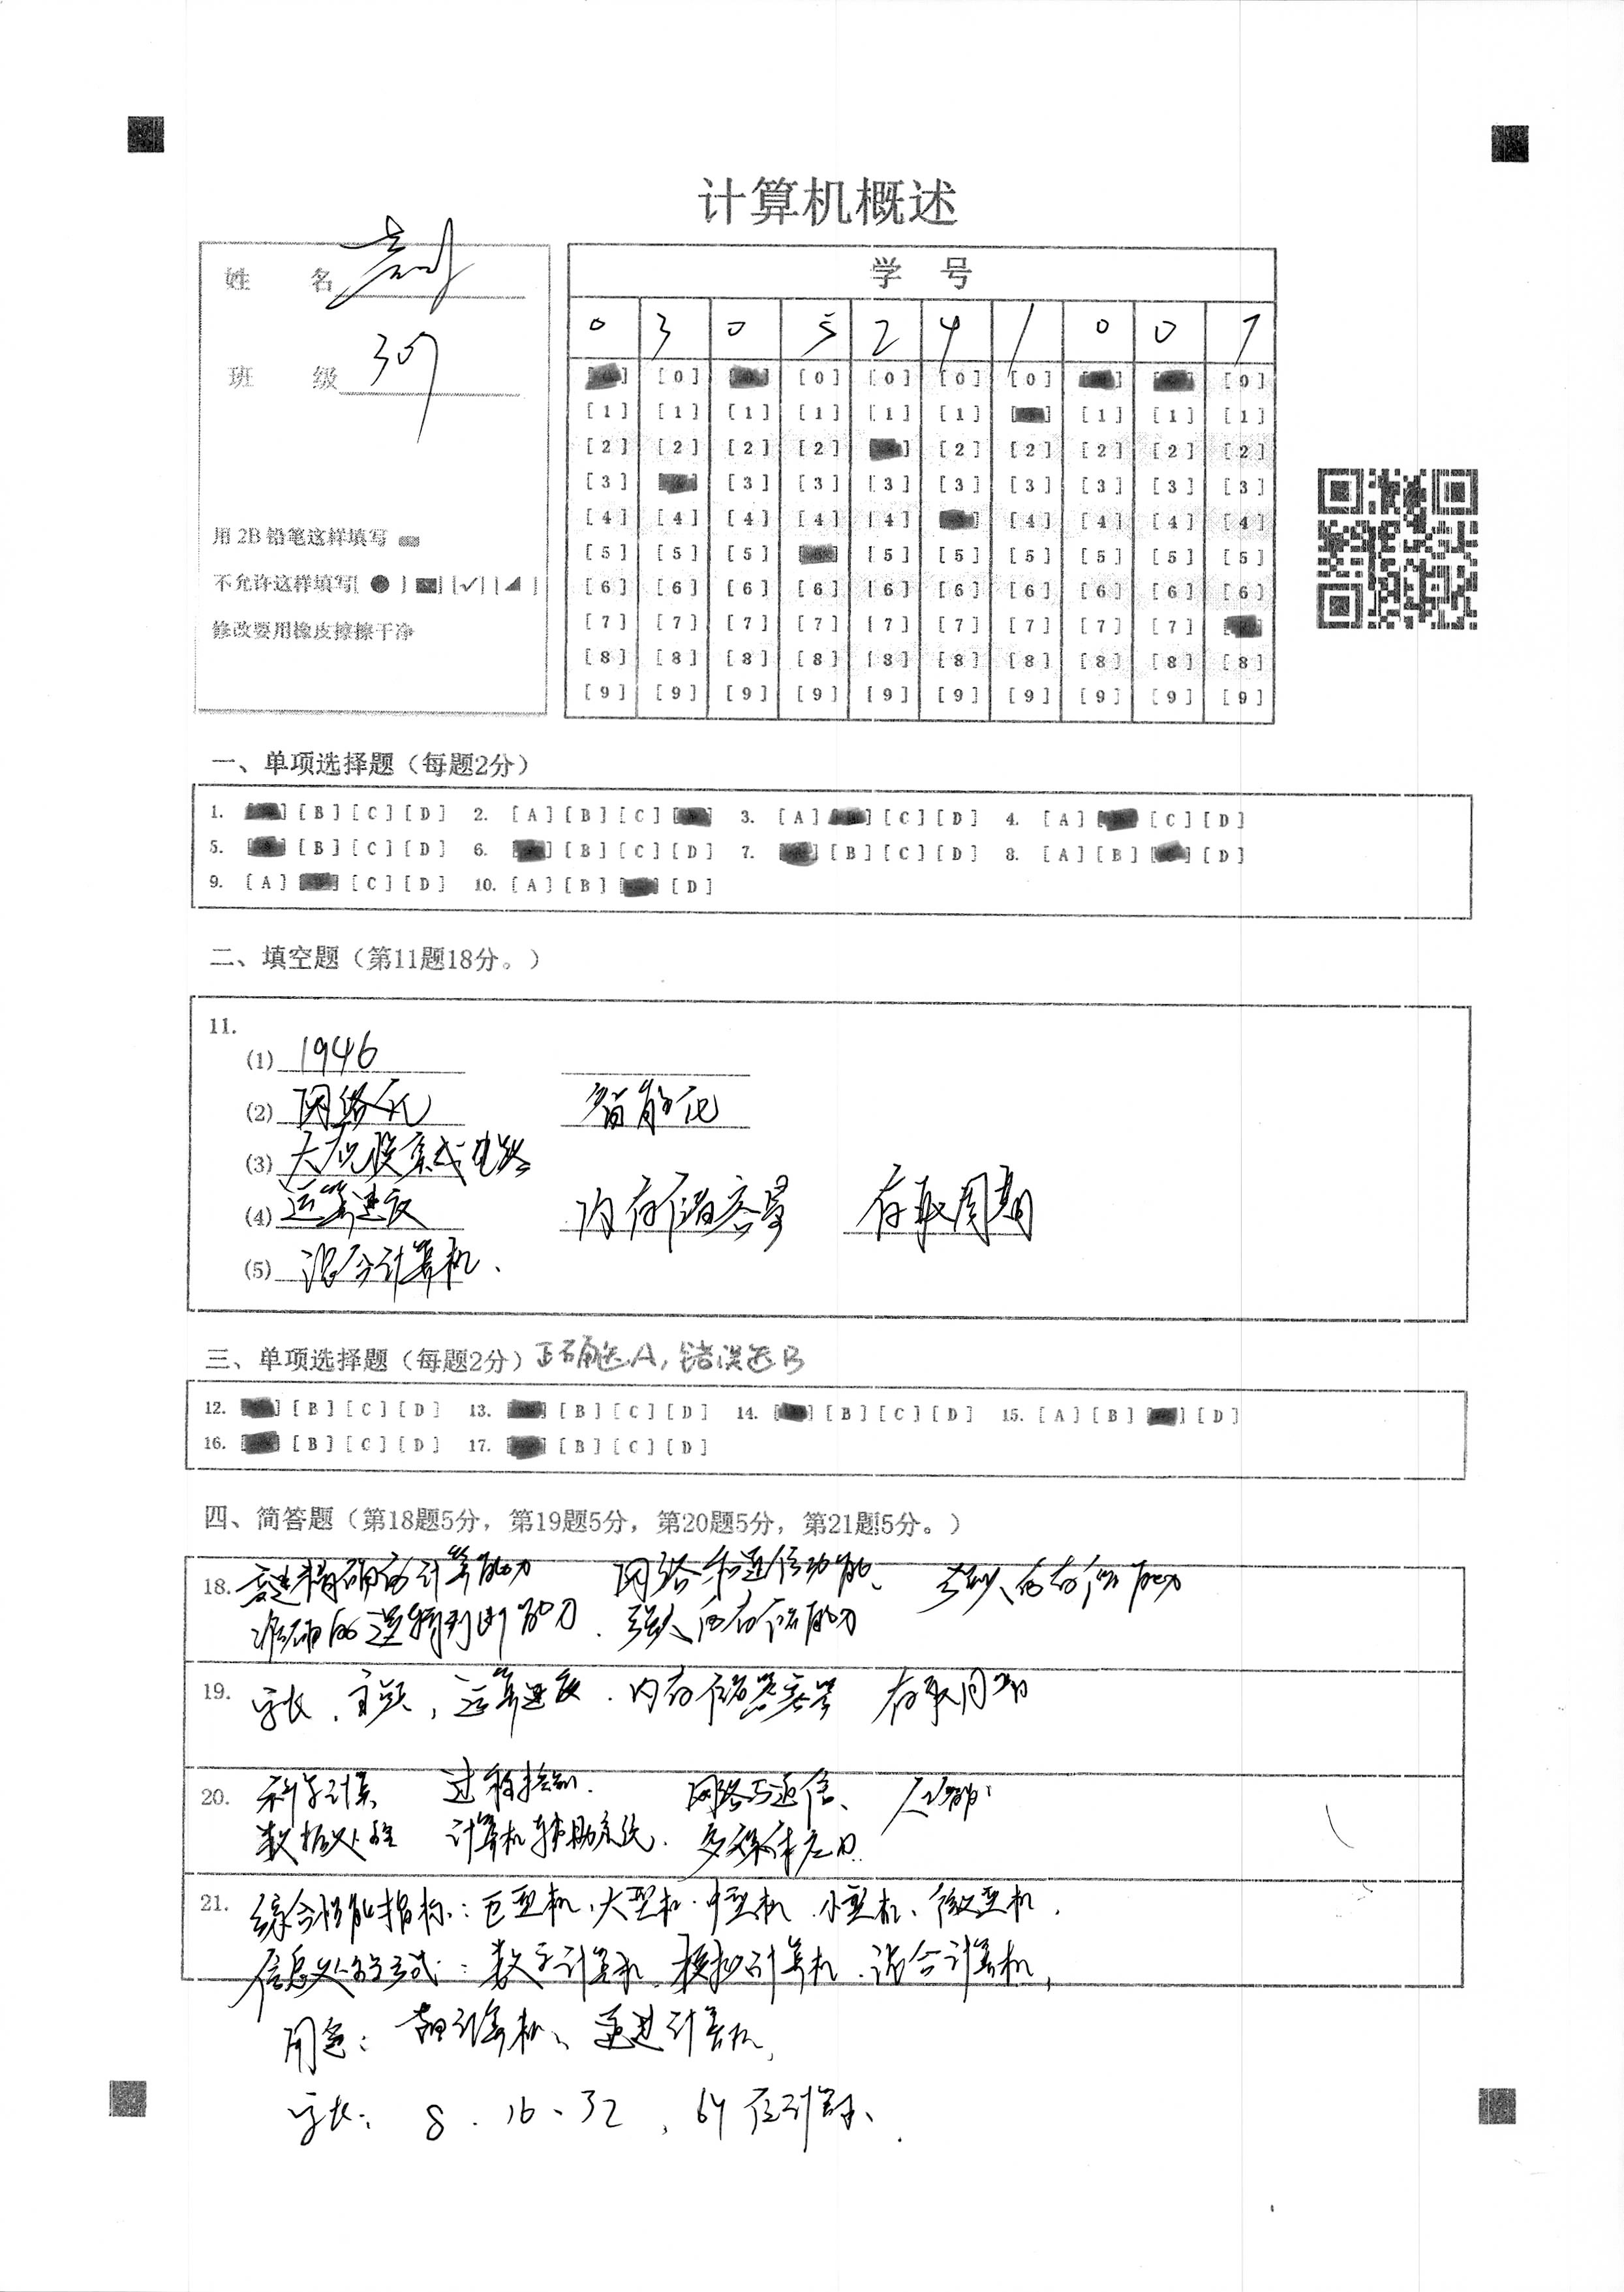 计算机概述
姓 名
班 级 307
用 2B 铅笔这样填写
不允许这样填写[ ● ] [■] [✓] [◢ ]
修改要用橡皮擦擦干净
学 号
0 3 0 5 2 4 1 0 0 7
[0] [0] [0] [0] [0]
[1] [1] [1] [1] [1] [1] [1] [1] [1]
[2] [2] [2] [2] [2] [2] [2] [2] [2]
[3] [3] [3] [3] [3] [3] [3] [3] [3]
[4] [4] [4] [4] [4] [4] [4] [4] [4]
[5] [5] [5] [5] [5] [5] [5] [5] [5]
[6] [6] [6] [6] [6] [6] [6] [6] [6] [6]
[7] [7] [7] [7] [7] [7] [7] [7] [7]
[8] [8] [8] [8] [8] [8] [8] [8] [8] [8]
[9] [9] [9] [9] [9] [9] [9] [9] [9] [9]
一、单项选择题（每题2分）
1. [B] [C] [D] 2. [A] [B] [C] 3. [A] [C] [D] 4. [A] [C] [D]
5. [B] [C] [D] 6. [B] [C] [D] 7. [B] [C] [D] 8. [A] [B] [D]
9. [A] [C] [D] 10. [A] [B] [D]
二、填空题（第11题18分。）
11.
(1) 1946
(2) 网络化 智能化
(3) 大规模集成电路
(4) 运算速度 内存储容量 存取周期
(5) 混合计算机、
三、单项选择题（每题2分）正确选A，错误选B
12. [B] [C] [D] 13. [B] [C] [D] 14. [B] [C] [D] 15. [A] [B] [D]
16. [B] [C] [D] 17. [B] [C] [D]
四、简答题（第18题5分，第19题5分，第20题5分，第21题5分。）
18. 精确的计算能力 网络和通信功能、 强大的存储能力
准确的逻辑判断能力、强大的存储能力
19. 字长、主频，运算速度、内存储器容量 存取周期
20. 科学计算 过程控制、 网络与通信、 人工智能
数据处理 计算机辅助系统、 多媒体应用
21. 综合性能指标：巨型机、大型机、中型机、小型机、微型机、
信息处理方式：数字计算机、模拟计算机、混合计算机，
用途： 专用计算机、通过计算机，
字长： 8、16、32、64位计算机、